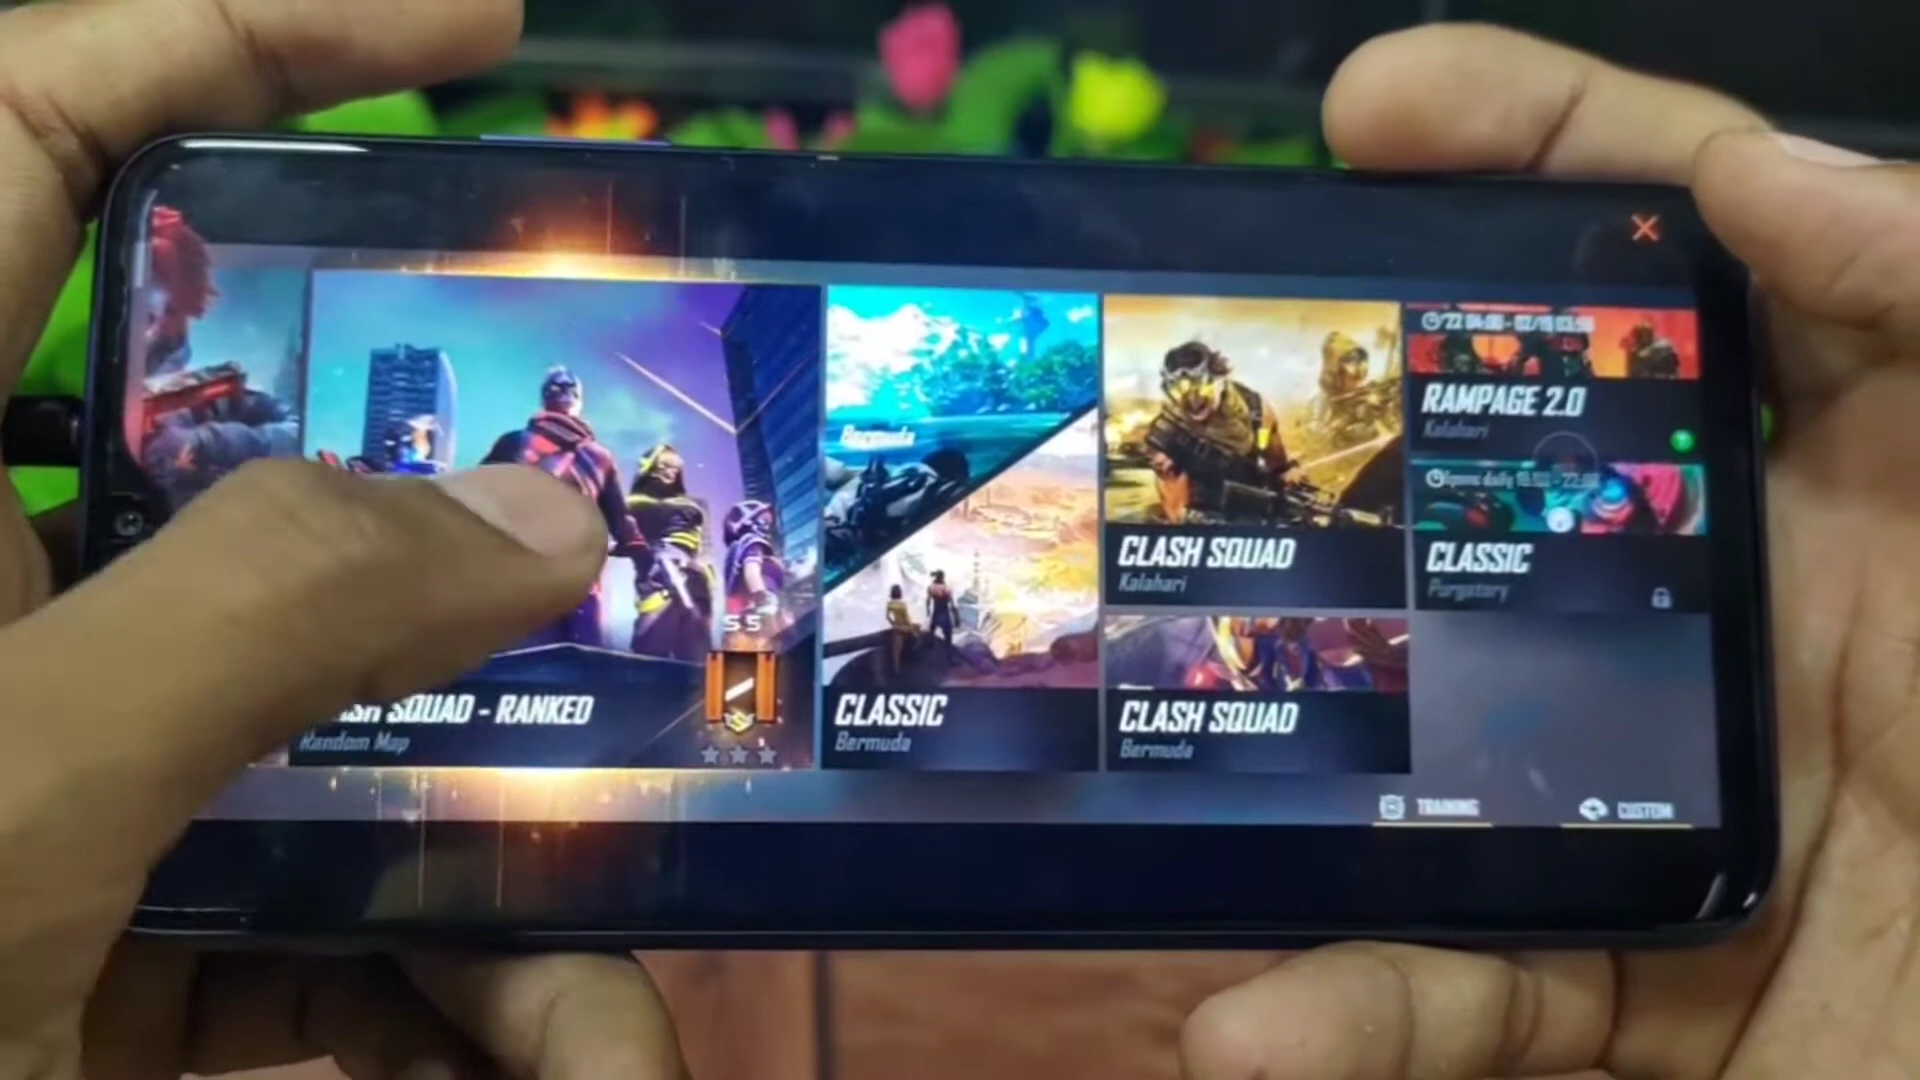 SQUAD - RANKED
Random Map
S5
Bermuda
CLASSIC
Bermuda
CLASH SQUAD
Kalahari
CLASH SQUAD
Bermuda
RAMPAGE 2.0
Kalahari
CLASSIC
Purgatory
TRAINING
CUSTOM